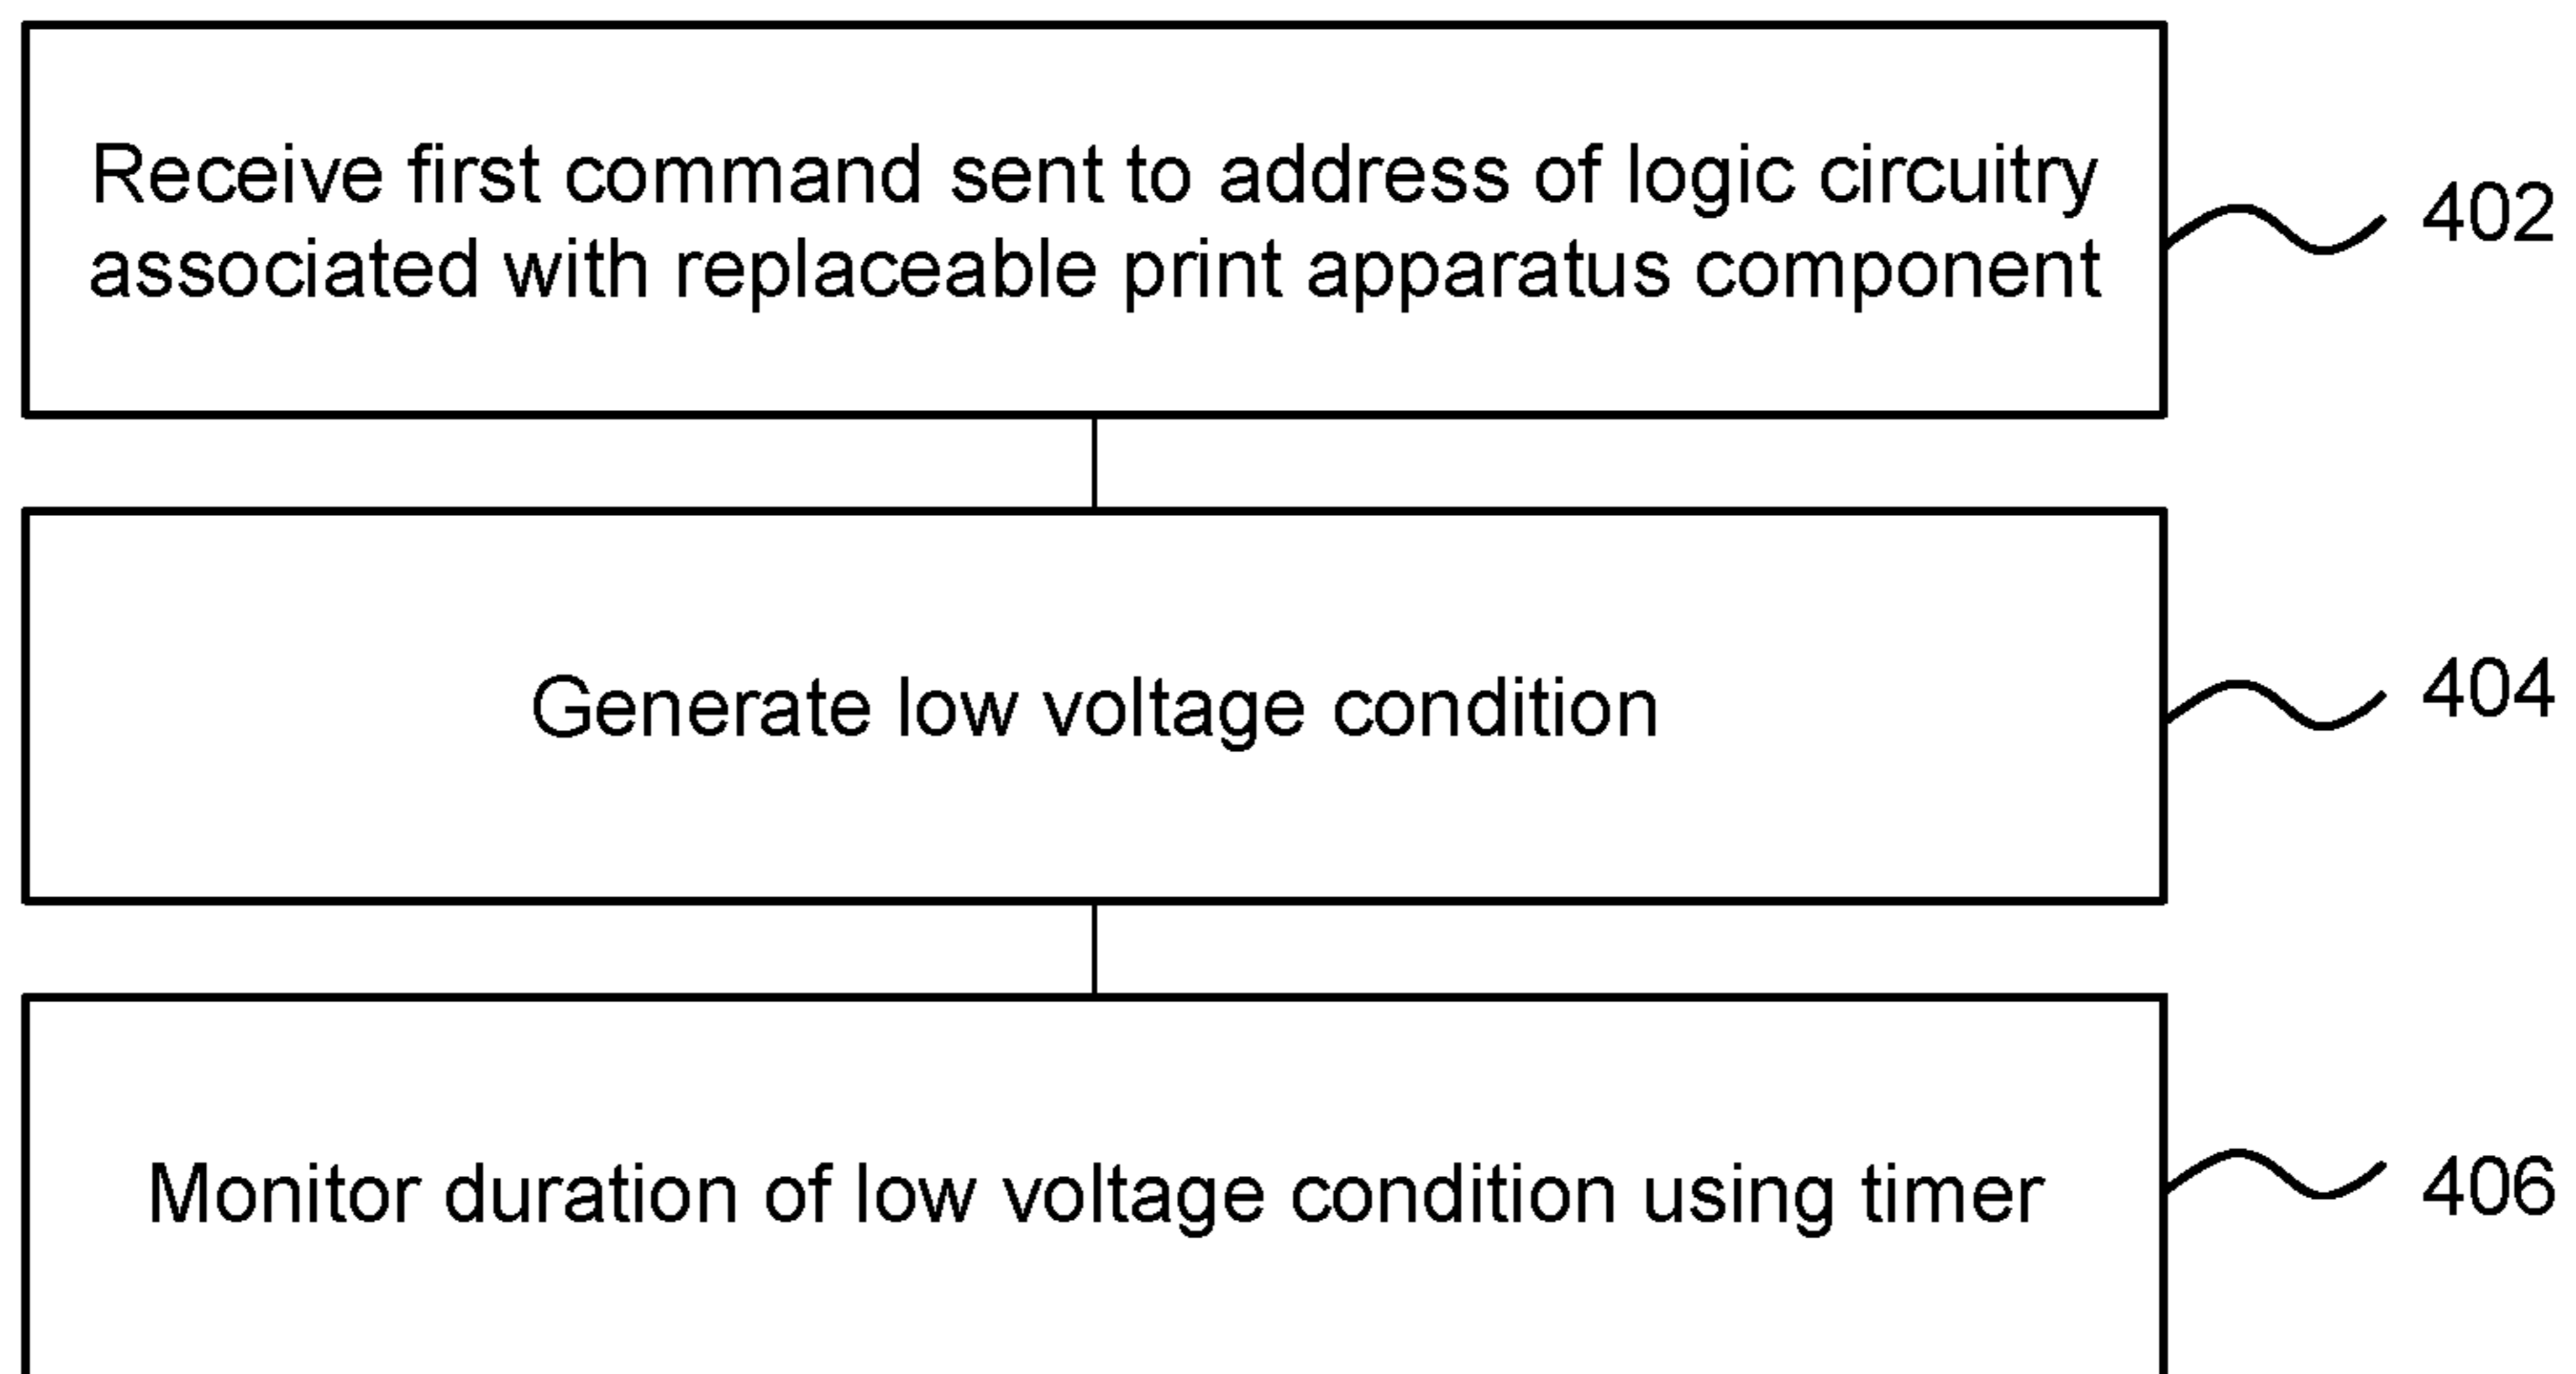 Receive first command sent to address of logic circuitry
associated with replaceable print apparatus component
402
Generate low voltage condition
404
Monitor duration of low voltage condition using timer
406